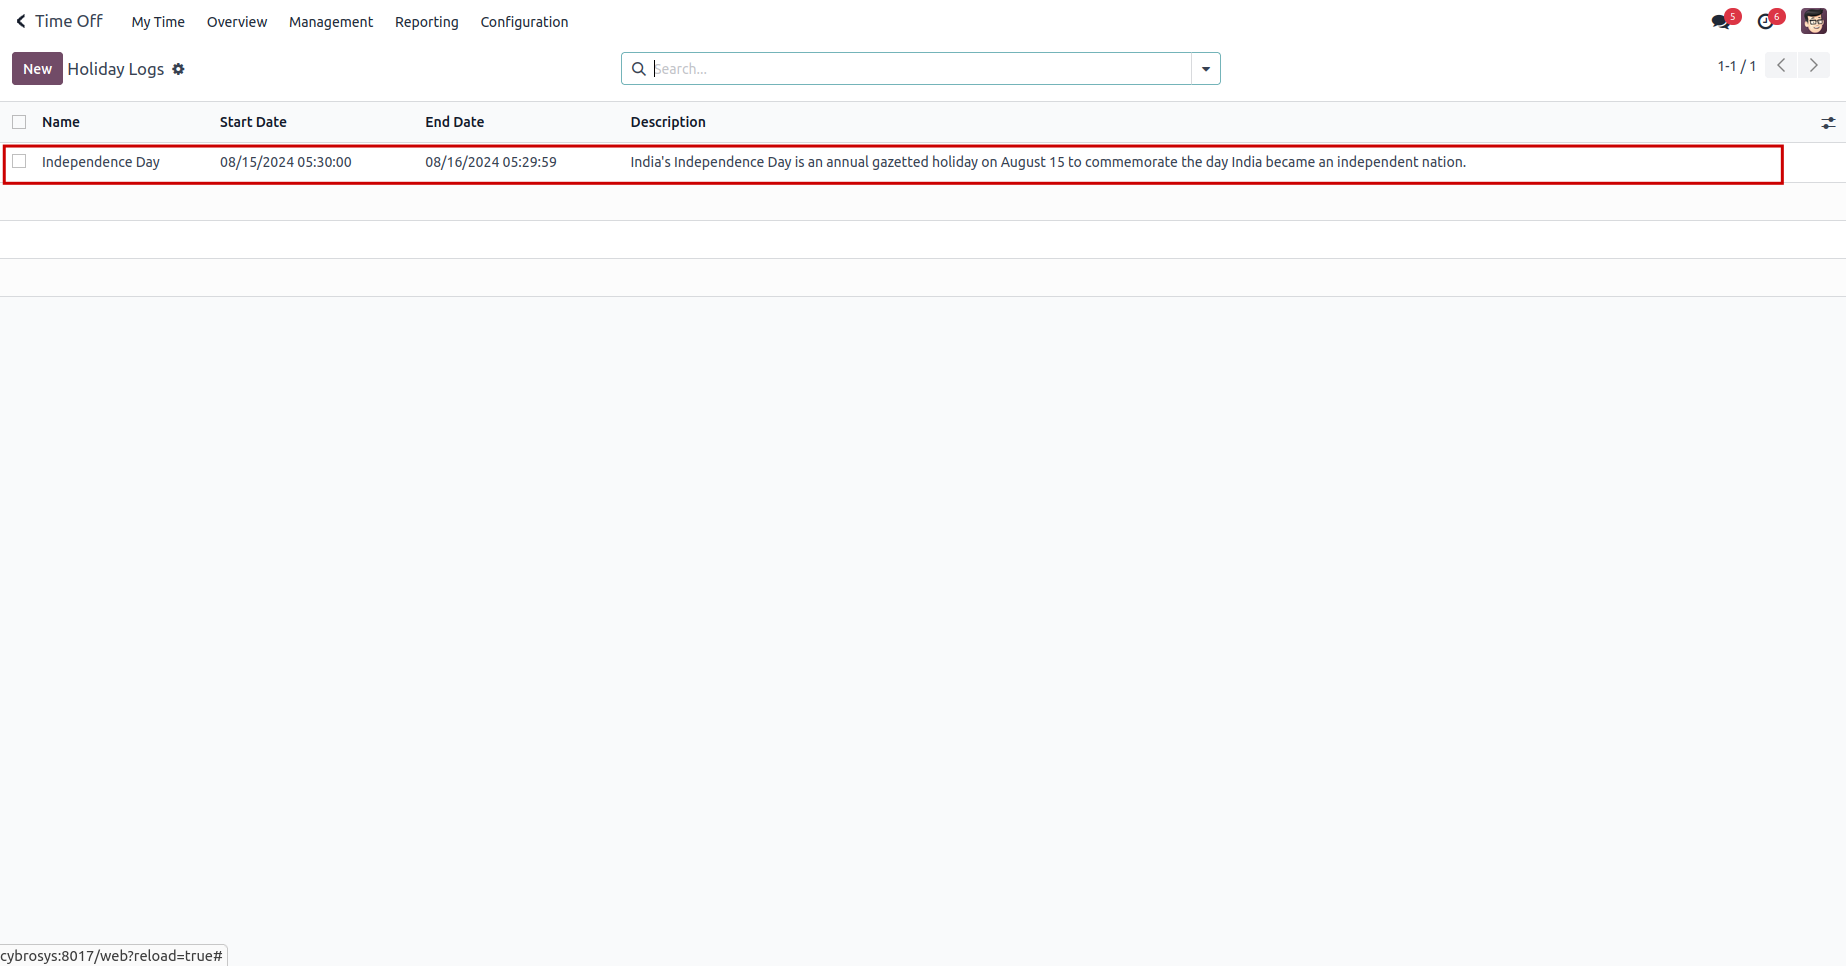 Time Off My Time Overview Management Reporting Configuration 5 6
New Holiday Logs Search... 1-1 / 1
Name Start Date End Date Description
Independence Day 08/15/2024 05:30:00 08/16/2024 05:29:59 India's Independence Day is an annual gazetted holiday on August 15 to commemorate the day India became an independent nation.
cybrosys:8017/web?reload=true#